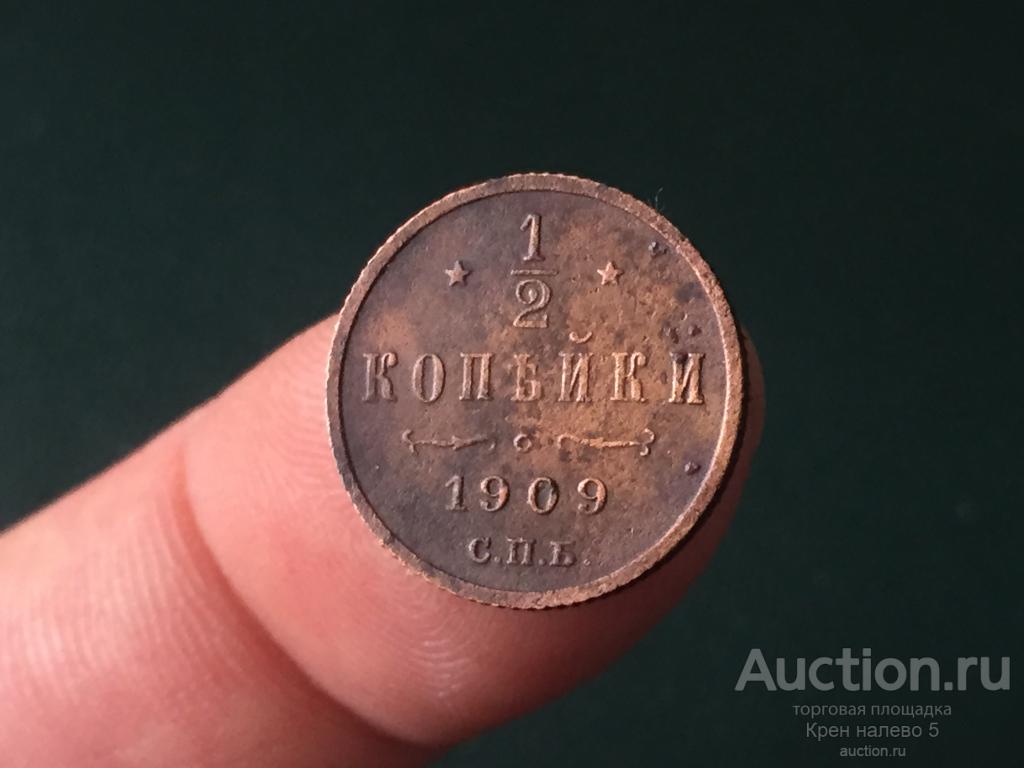 ★ 1/2 ★
КОПѢЙКИ
1909
С.П.Б.
Auction.ru
торговая площадка
Крен налево 5
auction.ru